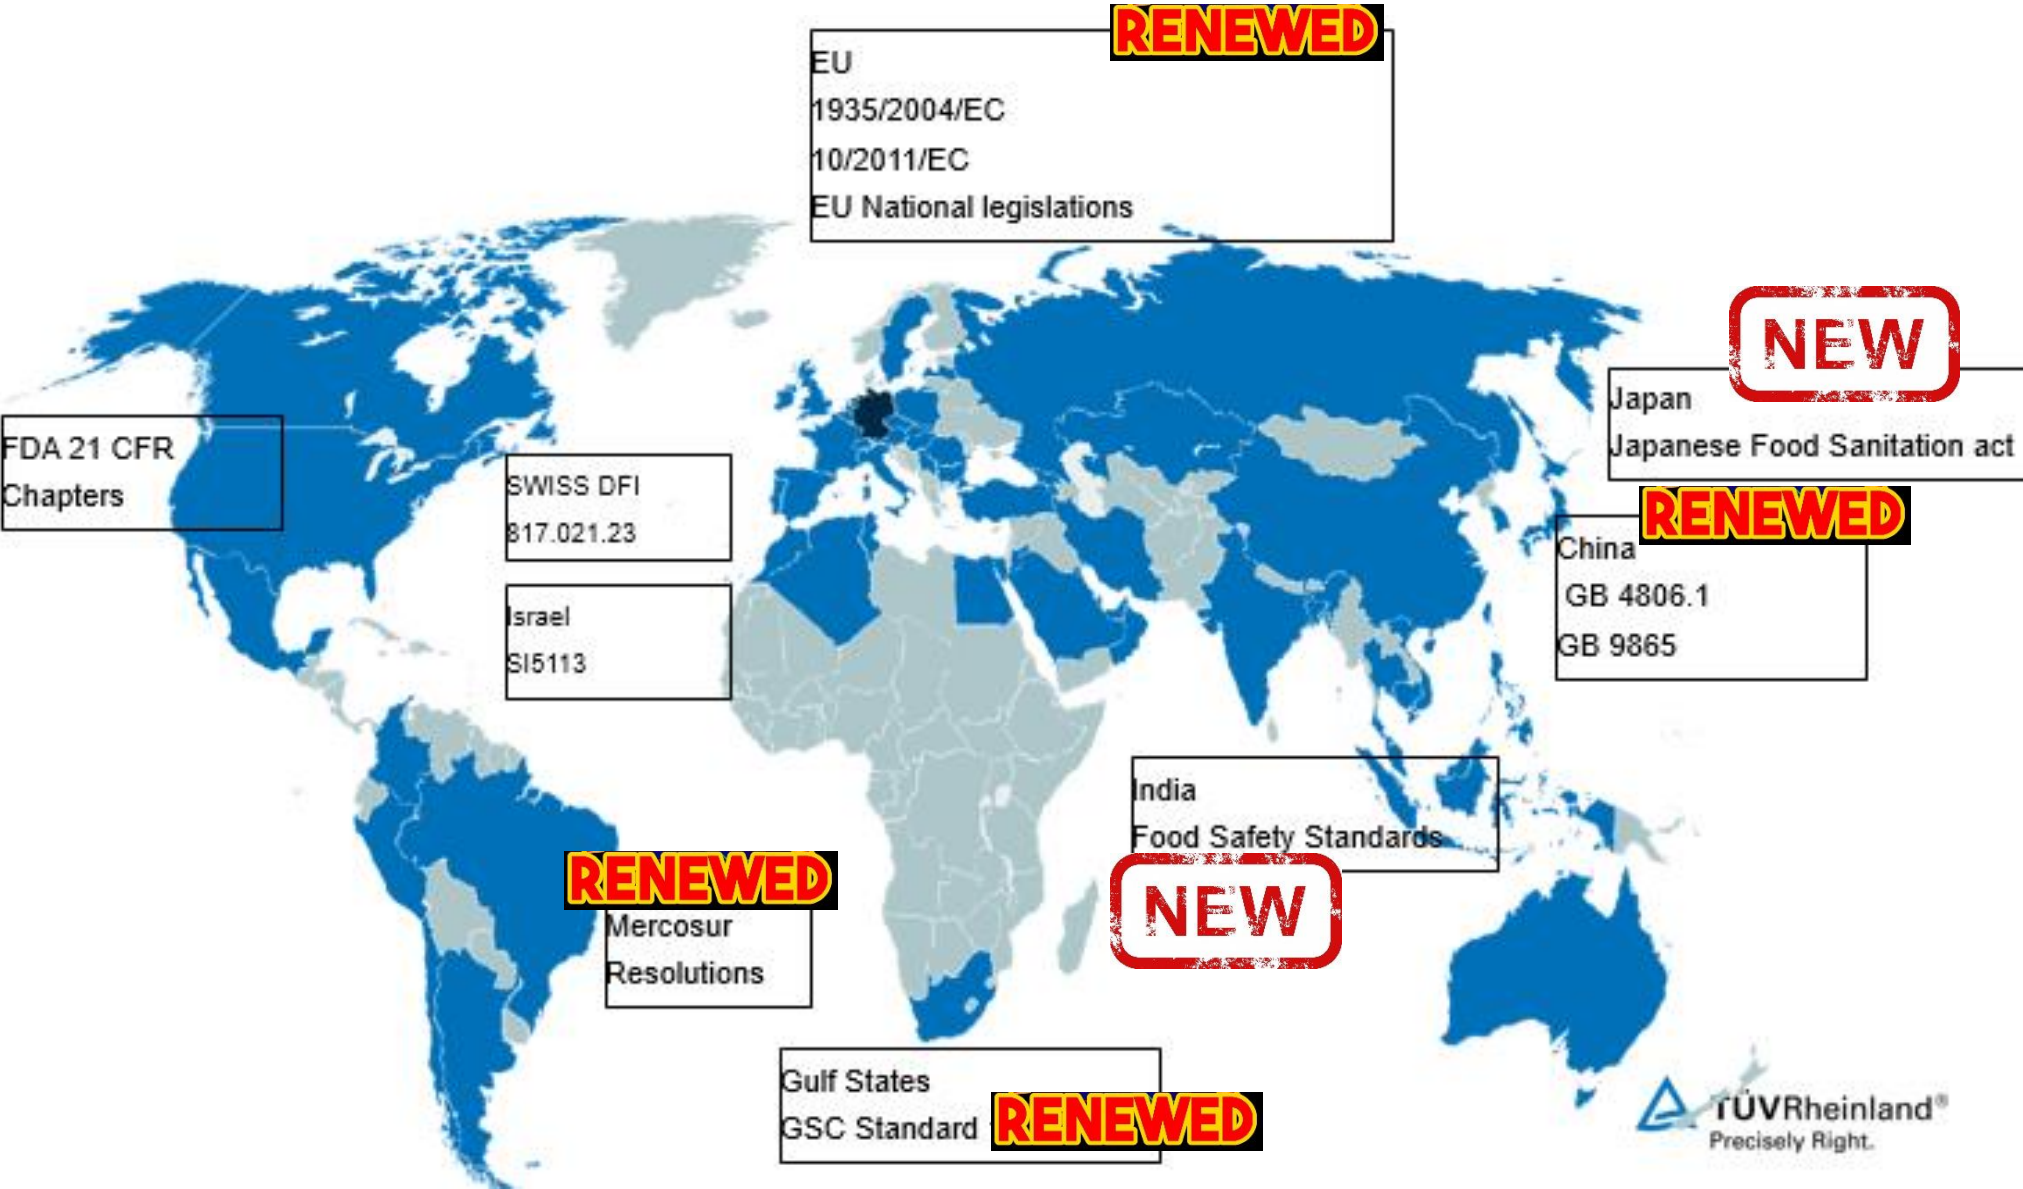 RENEWED
EU
1935/2004/EC
10/2011/EC
EU National legislations
NEW
Japan
Japanese Food Sanitation act
FDA 21 CFR
Chapters
SWISS DFI
817.021.23
RENEWED
China
GB 4806.1
GB 9865
Israel
SI5113
India
Food Safety Standards
NEW
RENEWED
Mercosur
Resolutions
Gulf States
GSC Standard
RENEWED
TÜVRheinland®
Precisely Right.